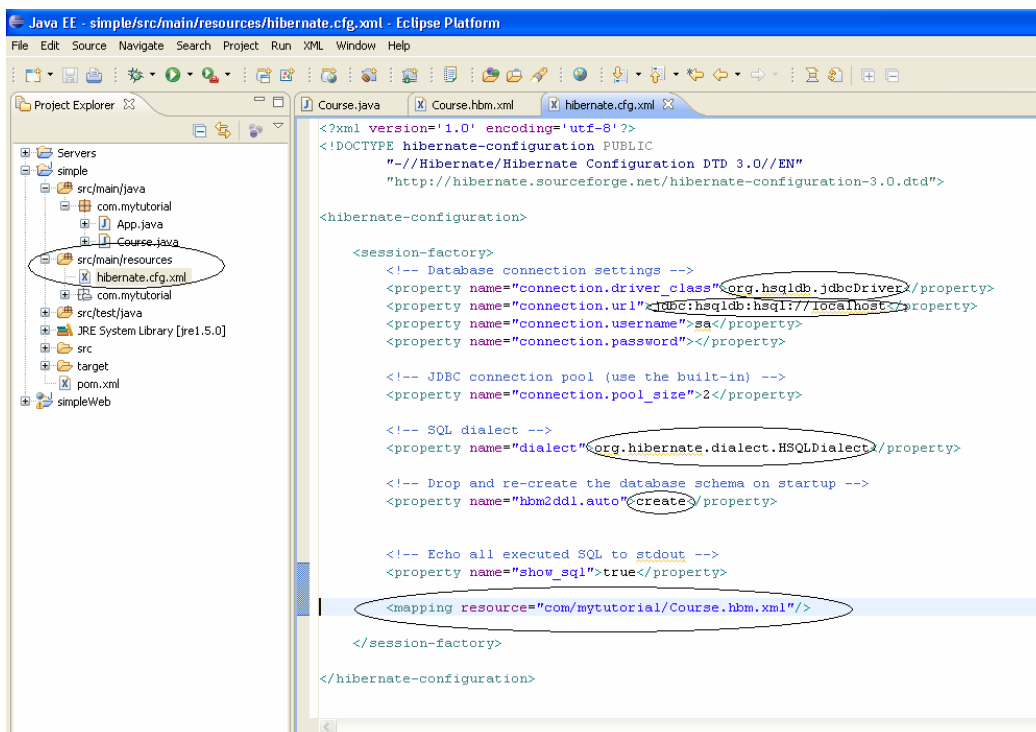 Java EE - simple/src/main/resources/hibernate.cfg.xml - Eclipse Platform
File Edit Source Navigate Search Project Run XML Window Help
Project Explorer
Servers
simple
src/main/java
com.mytutorial
App.java
Course.java
src/main/resources
hibernate.cfg.xml
com.mytutorial
src/test/java
JRE System Library [jre1.5.0]
src
target
pom.xml
simpleWeb
Course.java Course.hbm.xml hibernate.cfg.xml
<?xml version='1.0' encoding='utf-8'?>
<!DOCTYPE hibernate-configuration PUBLIC
"-//Hibernate/Hibernate Configuration DTD 3.0//EN"
"http://hibernate.sourceforge.net/hibernate-configuration-3.0.dtd">
<hibernate-configuration>
<session-factory>
<!-- Database connection settings -->
<property name="connection.driver_class">org.hsqldb.jdbcDriver</property>
<property name="connection.url">jdbc:hsqldb:hsql://localhost</property>
<property name="connection.username">sa</property>
<property name="connection.password"></property>
<!-- JDBC connection pool (use the built-in) -->
<property name="connection.pool_size">2</property>
<!-- SQL dialect -->
<property name="dialect">org.hibernate.dialect.HSQLDialect</property>
<!-- Drop and re-create the database schema on startup -->
<property name="hbm2ddl.auto">create</property>
<!-- Echo all executed SQL to stdout -->
<property name="show_sql">true</property>
<mapping resource="com/mytutorial/Course.hbm.xml"/>
</session-factory>
</hibernate-configuration>